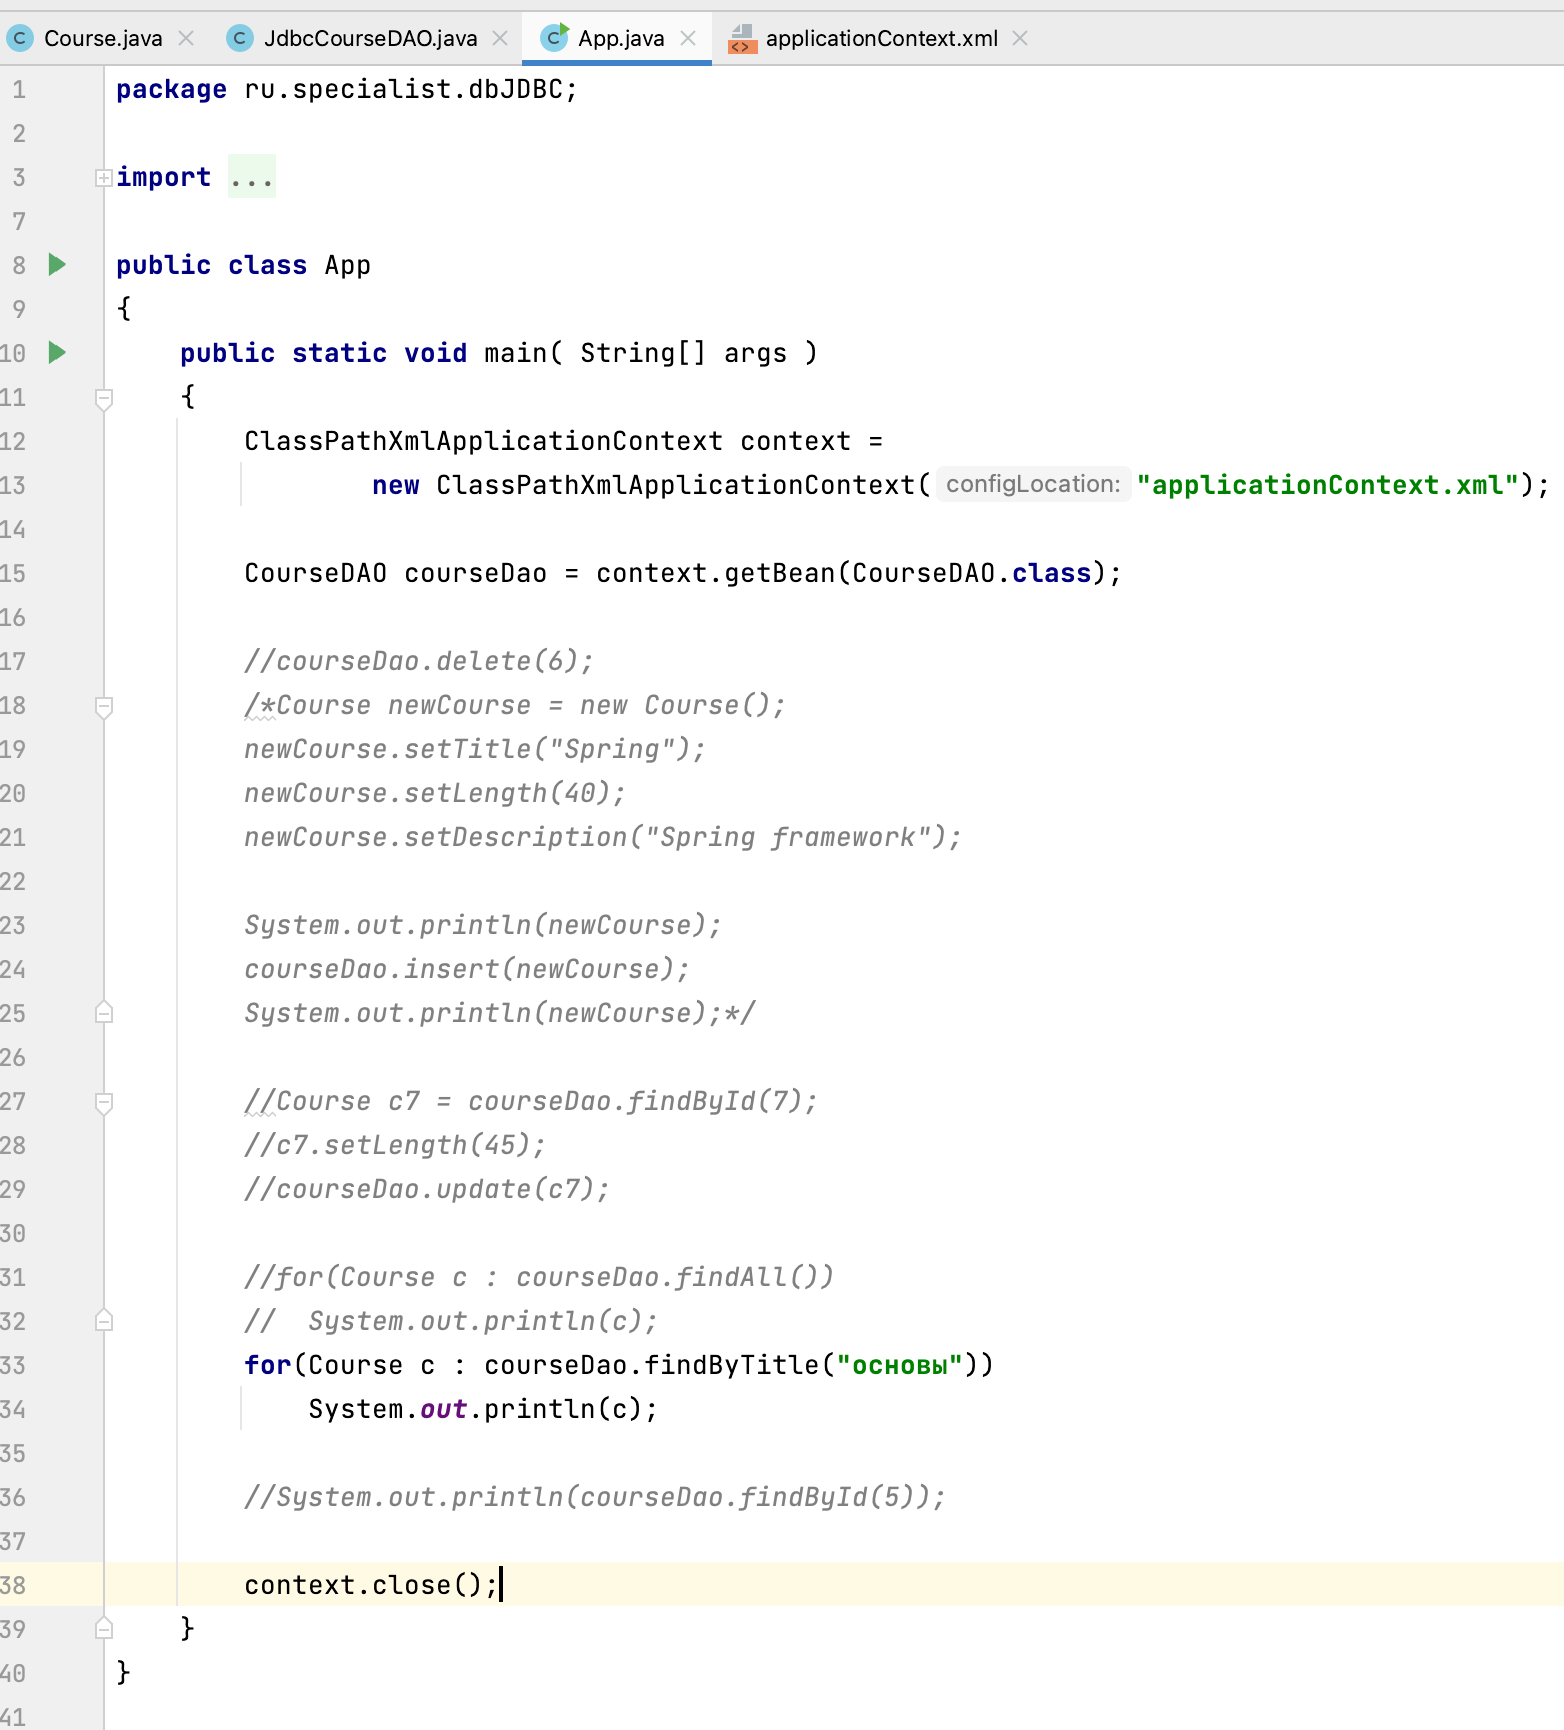 Course.java JdbcCourseDAO.java App.java applicationContext.xml
1 package ru.specialist.dbJDBC;
2
3 import ...
7
8 public class App
9 {
10 public static void main( String[] args )
11 {
12 ClassPathXmlApplicationContext context =
13 new ClassPathXmlApplicationContext( configLocation: "applicationContext.xml");
14
15 CourseDAO courseDao = context.getBean(CourseDAO.class);
16
17 //courseDao.delete(6);
18 /*Course newCourse = new Course();
19 newCourse.setTitle("Spring");
20 newCourse.setLength(40);
21 newCourse.setDescription("Spring framework");
22
23 System.out.println(newCourse);
24 courseDao.insert(newCourse);
25 System.out.println(newCourse);*/
26
27 //Course c7 = courseDao.findById(7);
28 //c7.setLength(45);
29 //courseDao.update(c7);
30
31 //for(Course c : courseDao.findAll())
32 //  System.out.println(c);
33 for(Course c : courseDao.findByTitle("основы"))
34 System.out.println(c);
35
36 //System.out.println(courseDao.findById(5));
37
38 context.close();
39 }
40 }
41